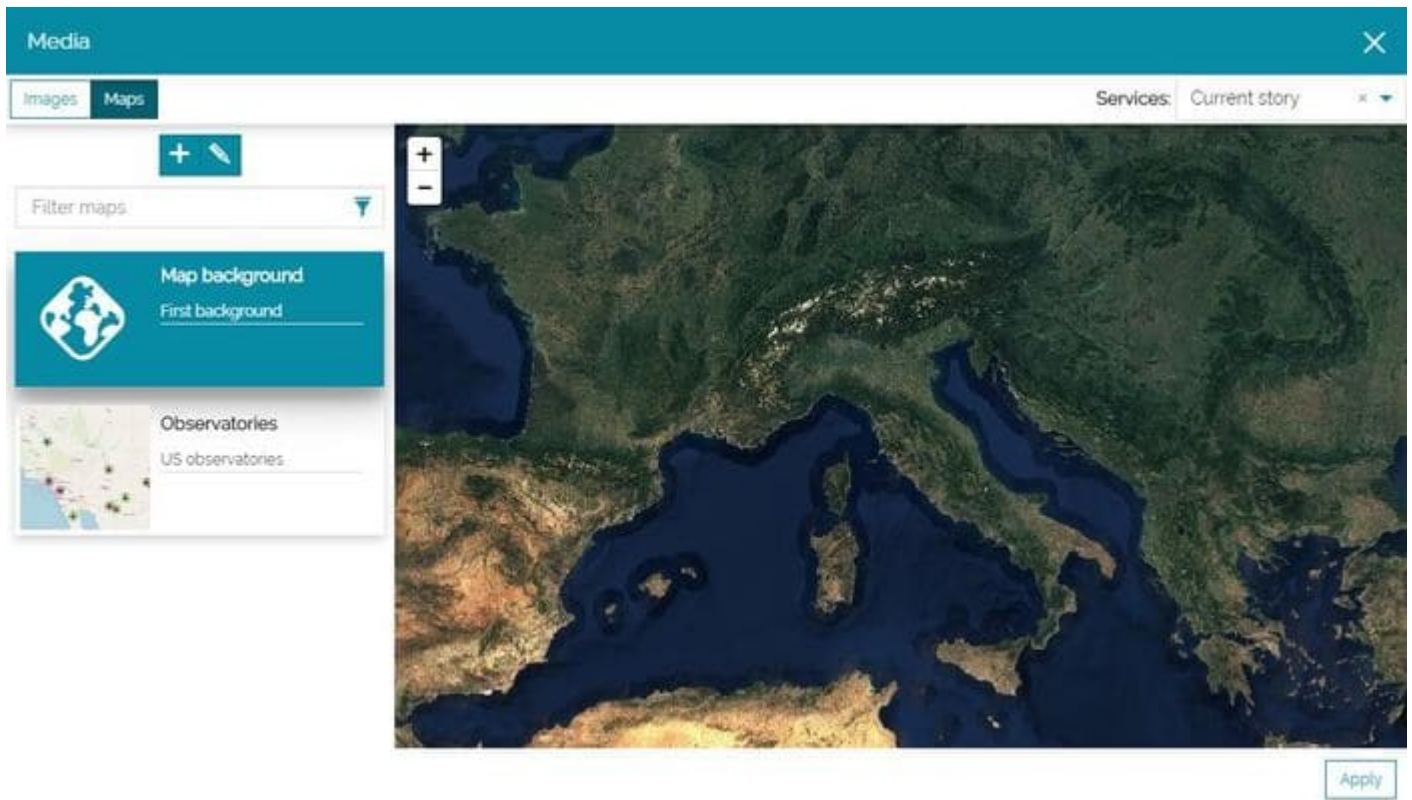 Media
Images Maps
Services: Current story
Filter maps
Map background
First background
Observatories
US observatories
Apply